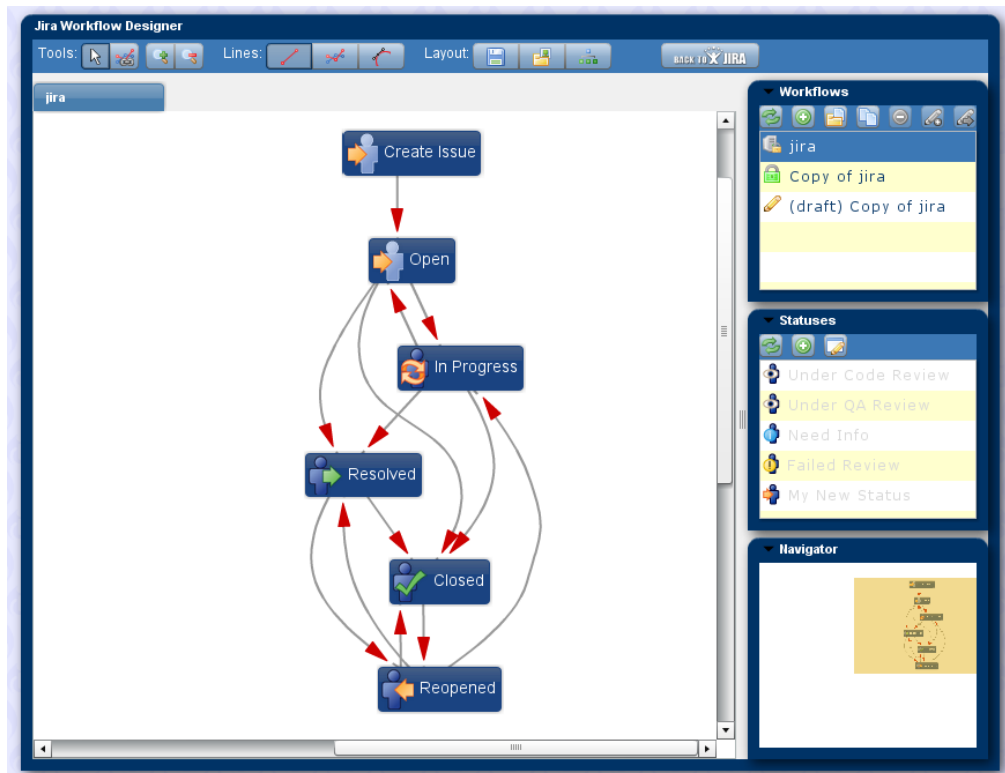 Jira Workflow Designer
Tools: Lines: Layout: BACK TO JIRA
jira
Create Issue
Open
In Progress
Resolved
Closed
Reopened
Workflows
jira
Copy of jira
(draft) Copy of jira
Statuses
Under Code Review
Under QA Review
Need Info
Failed Review
My New Status
Navigator